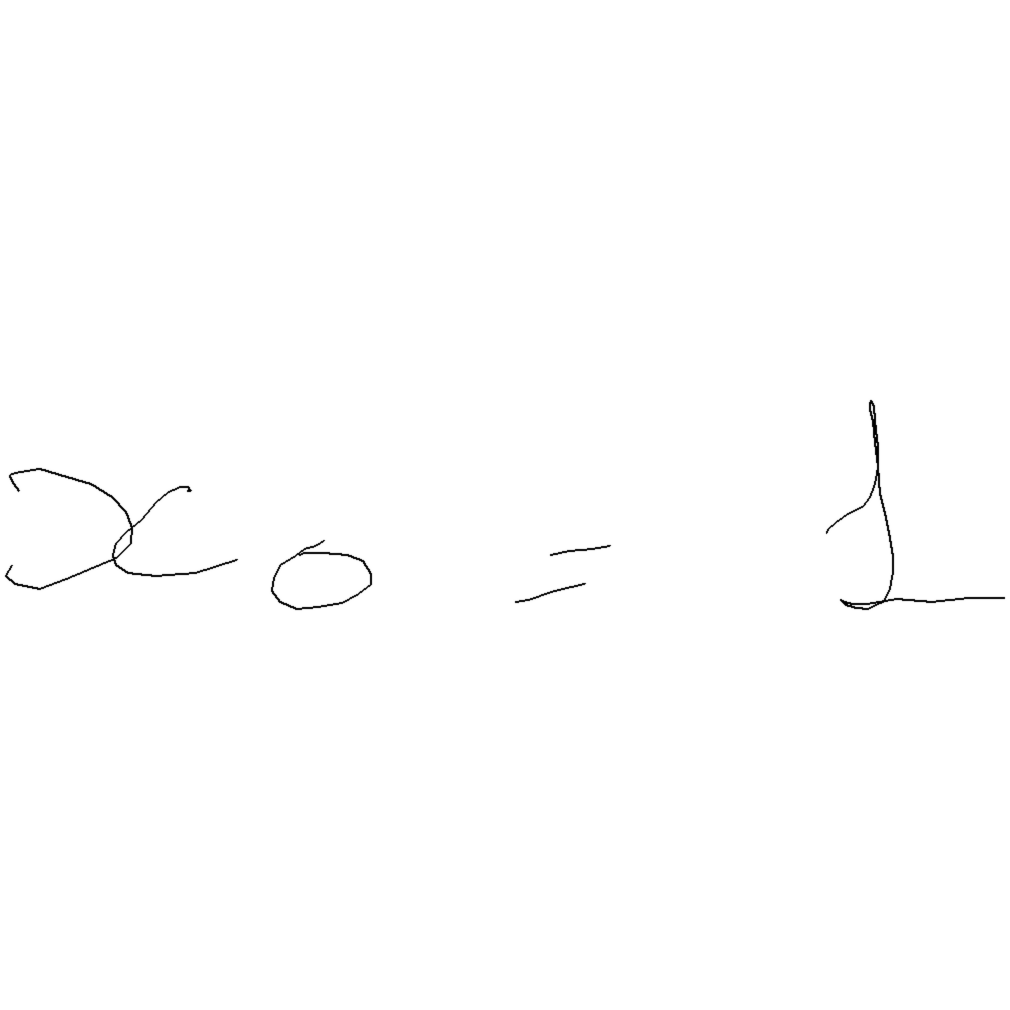 x₀ = 1